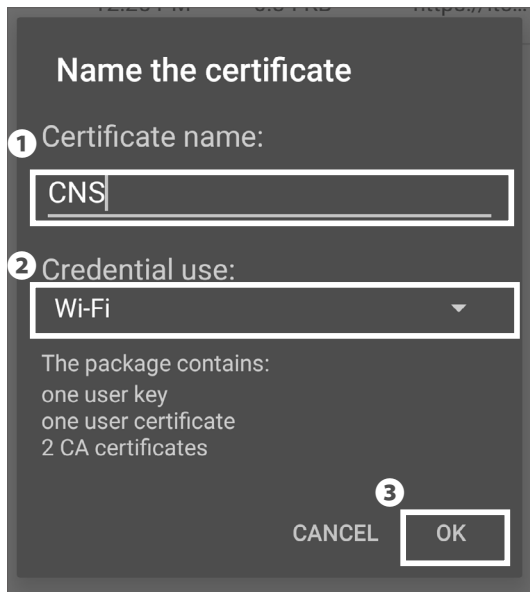 Name the certificate
1 Certificate name:
CNS
2 Credential use:
Wi-Fi
The package contains:
one user key
one user certificate
2 CA certificates
3
CANCEL OK